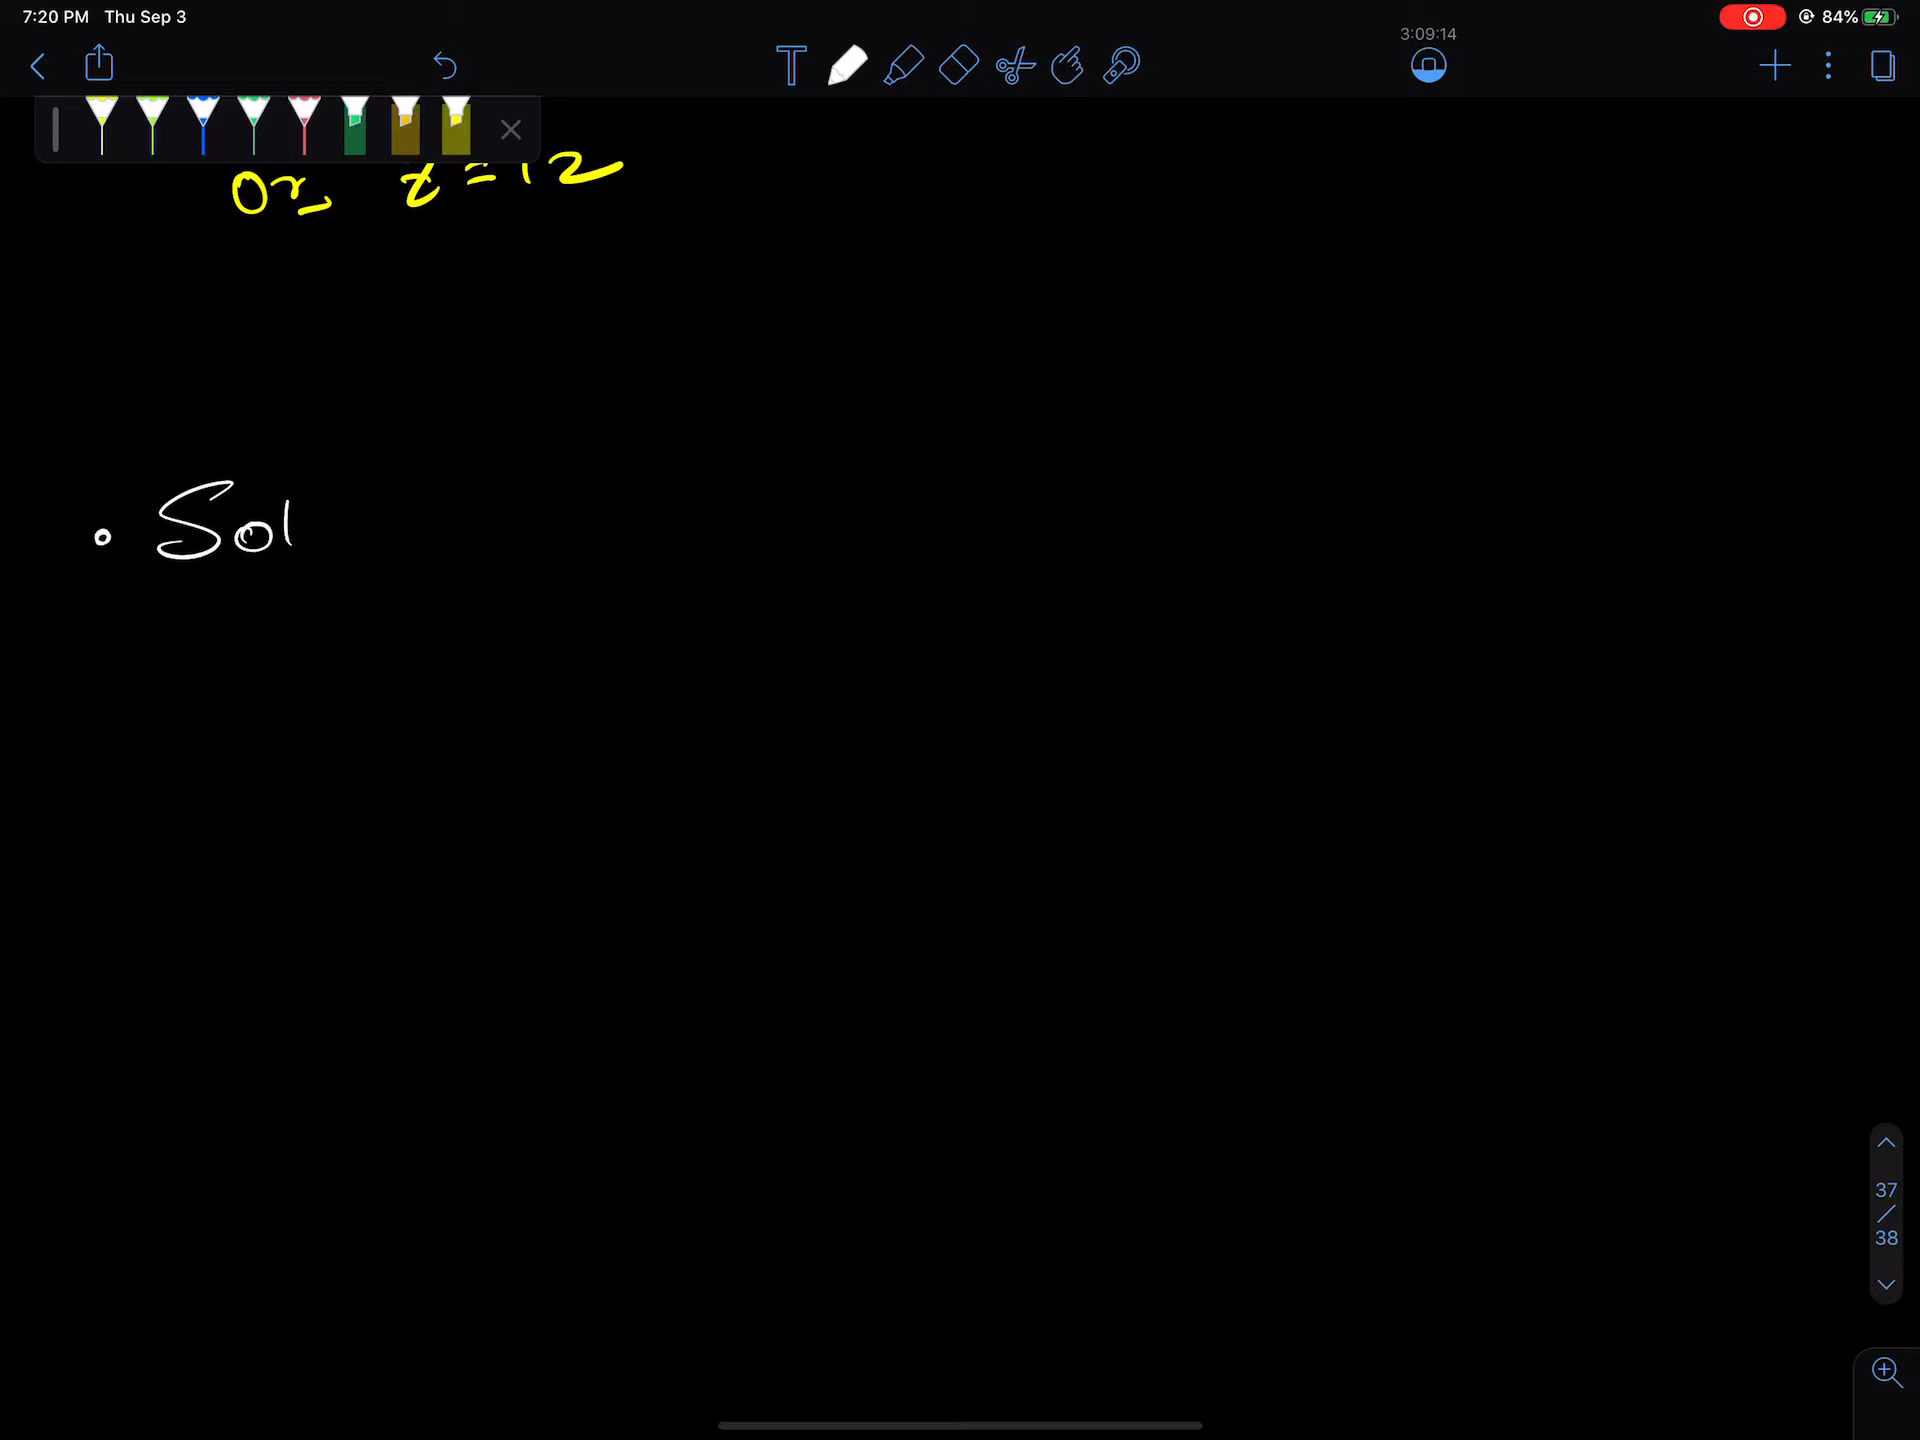 7:20 PM Thu Sep 3
84%
3:09:14
T
Or, z = 12
• Sol
37
/
38